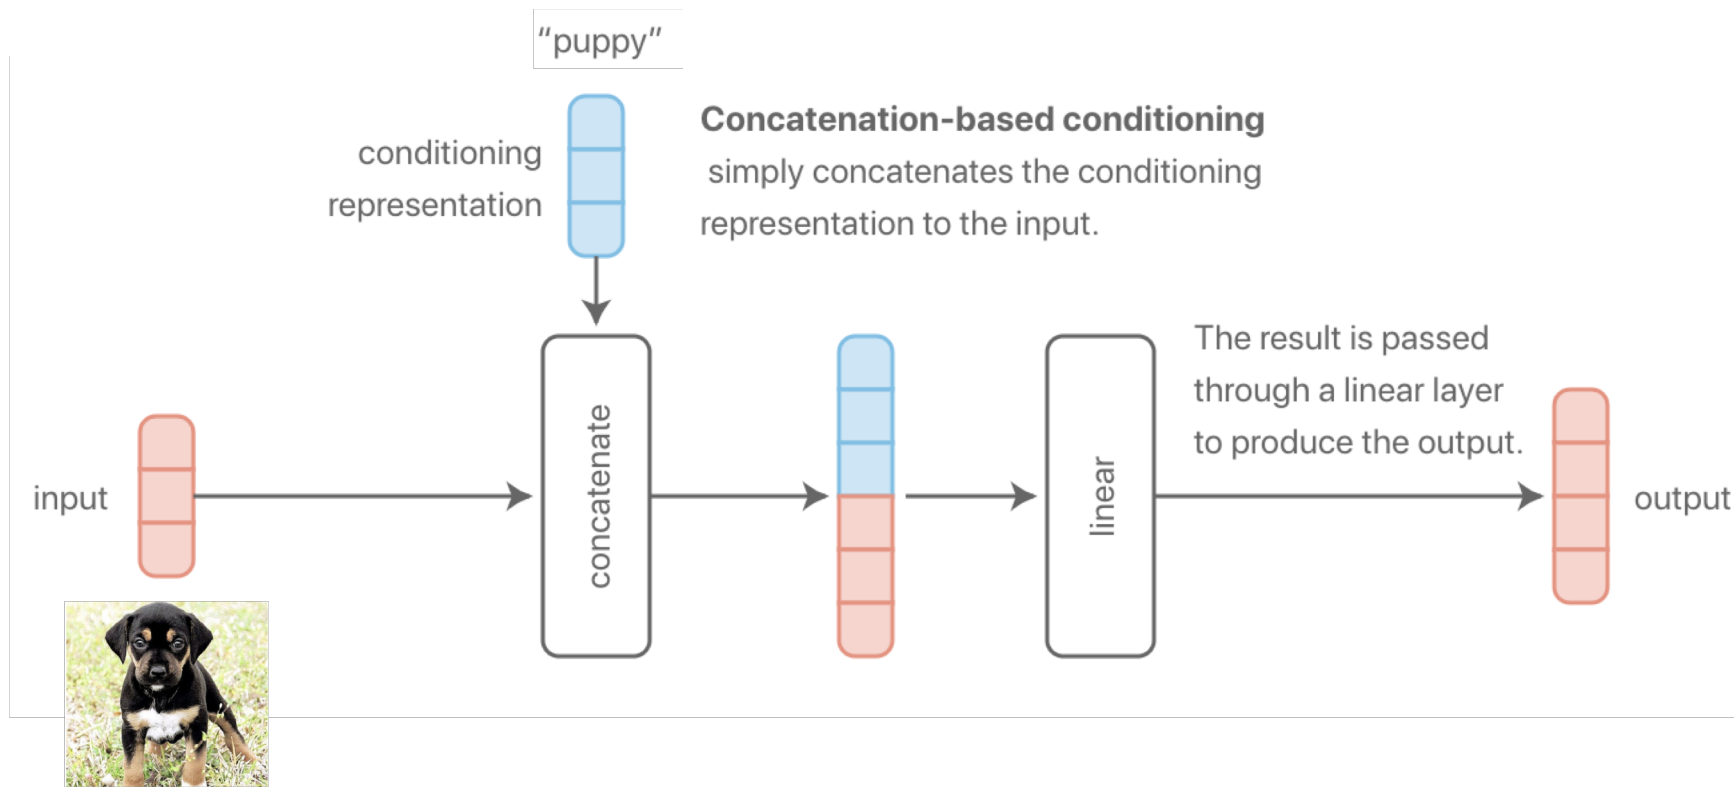 “puppy”
conditioning
representation
Concatenation-based conditioning
simply concatenates the conditioning
representation to the input.
input
concatenate
linear
The result is passed
through a linear layer
to produce the output.
output